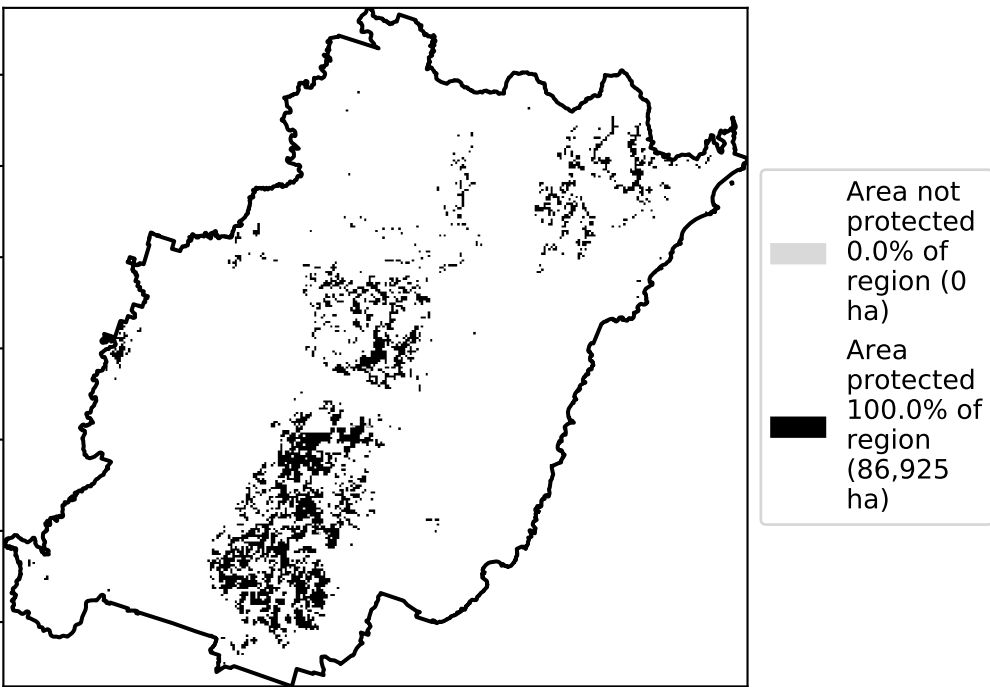 Area not
protected
0.0% of
region (0
ha)
Area
protected
100.0% of
region
(86,925
ha)